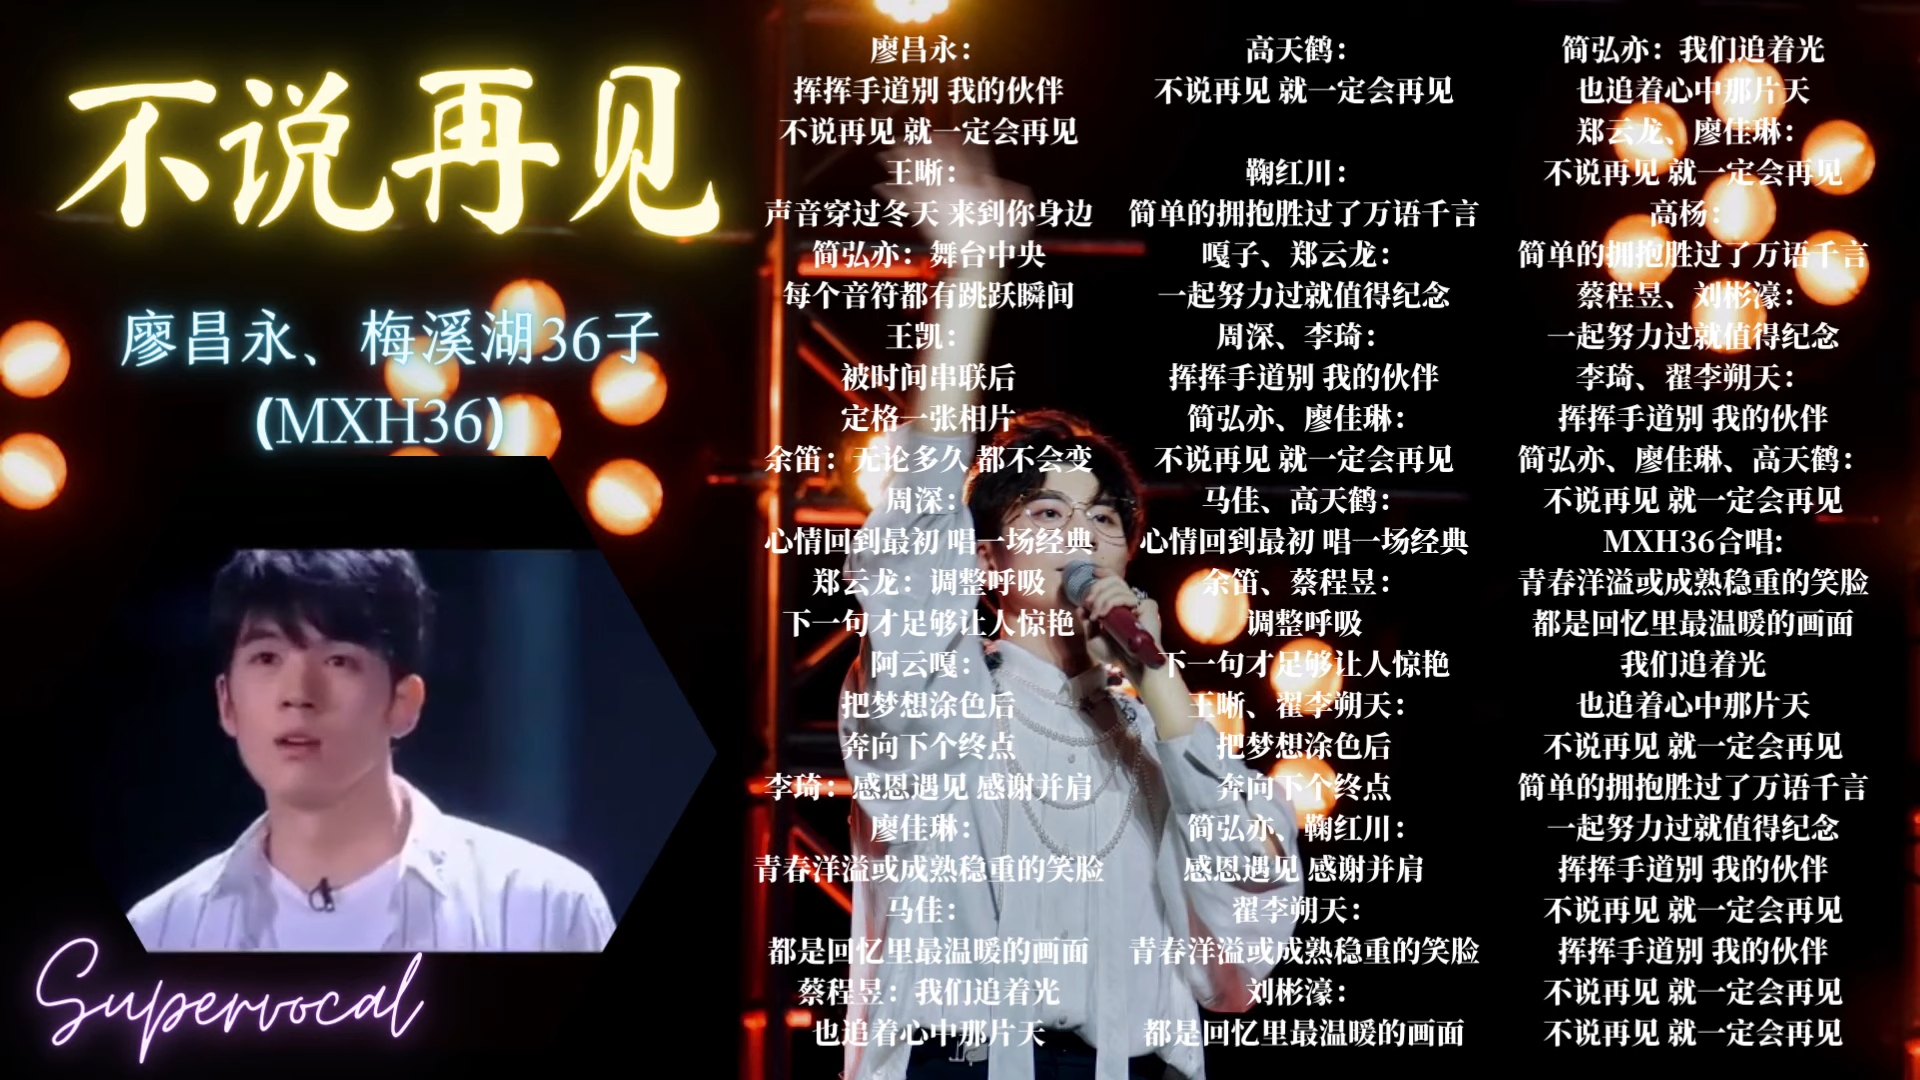 不说再见
廖昌永、梅溪湖36子
(MXH36)
Supervocal
廖昌永：
挥挥手道别 我的伙伴
不说再见 就一定会再见
王晰：
声音穿过冬天 来到你身边
简弘亦：舞台中央
每个音符都有跳跃瞬间
王凯：
被时间串联后
定格一张相片
余笛：无论多久 都不会变
周深：
心情回到最初 唱一场经典
郑云龙：调整呼吸
下一句才足够让人惊艳
阿云嘎：
把梦想涂色后
奔向下个终点
李琦：感恩遇见 感谢并肩
廖佳琳：
青春洋溢或成熟稳重的笑脸
马佳：
都是回忆里最温暖的画面
蔡程昱：我们追着光
也追着心中那片天
高天鹤：
不说再见 就一定会再见
鞠红川：
简单的拥抱胜过了万语千言
嘎子、郑云龙：
一起努力过就值得纪念
周深、李琦：
挥挥手道别 我的伙伴
简弘亦、廖佳琳：
不说再见 就一定会再见
马佳、高天鹤：
心情回到最初 唱一场经典
余笛、蔡程昱：
调整呼吸
下一句才足够让人惊艳
王晰、翟李朔天：
把梦想涂色后
奔向下个终点
简弘亦、鞠红川：
感恩遇见 感谢并肩
翟李朔天：
青春洋溢或成熟稳重的笑脸
刘彬濠：
都是回忆里最温暖的画面
简弘亦：我们追着光
也追着心中那片天
郑云龙、廖佳琳：
不说再见 就一定会再见
高杨：
简单的拥抱胜过了万语千言
蔡程昱、刘彬濠：
一起努力过就值得纪念
李琦、翟李朔天：
挥挥手道别 我的伙伴
简弘亦、廖佳琳、高天鹤：
不说再见 就一定会再见
MXH36合唱：
青春洋溢或成熟稳重的笑脸
都是回忆里最温暖的画面
我们追着光
也追着心中那片天
不说再见 就一定会再见
简单的拥抱胜过了万语千言
一起努力过就值得纪念
挥挥手道别 我的伙伴
不说再见 就一定会再见
挥挥手道别 我的伙伴
不说再见 就一定会再见
不说再见 就一定会再见